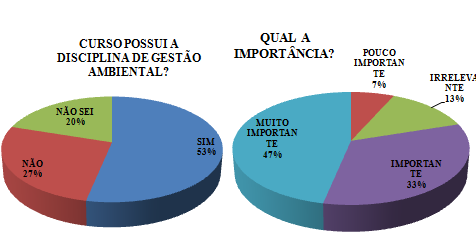 CURSO POSSUI A
DISCIPLINA DE GESTÃO
AMBIENTAL?
NÃO SEI
20%
SIM
53%
NÃO
27%
QUAL A
IMPORTÂNCIA?
POUCO
IMPORTAN
TE
7%
IRRELEVA
NTE
13%
MUITO
IMPORTAN
TE
47%
IMPORTAN
TE
33%